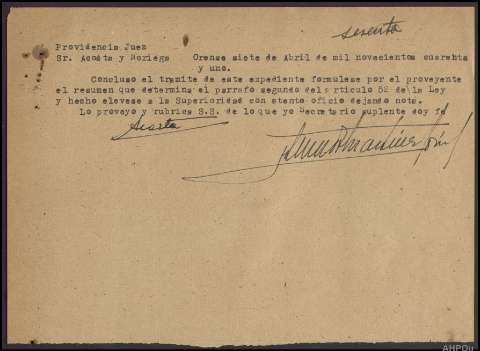 sesenta
Providencia Juez
Sr. Acosta y Noriega Orense siete de Abril de mil novecientos cuarenta
y uno.
Concluso el tramite de este expediente formulese por el proveyente
el resumen que determina el parrafo segundo del articulo 52 de la Ley
y hecho elevese a la Superioridad con atento oficio dejando nota.
Lo proveyo y rubrica S.S. de lo que yo Secretario suplente doy fé
Acosta
AHPOu